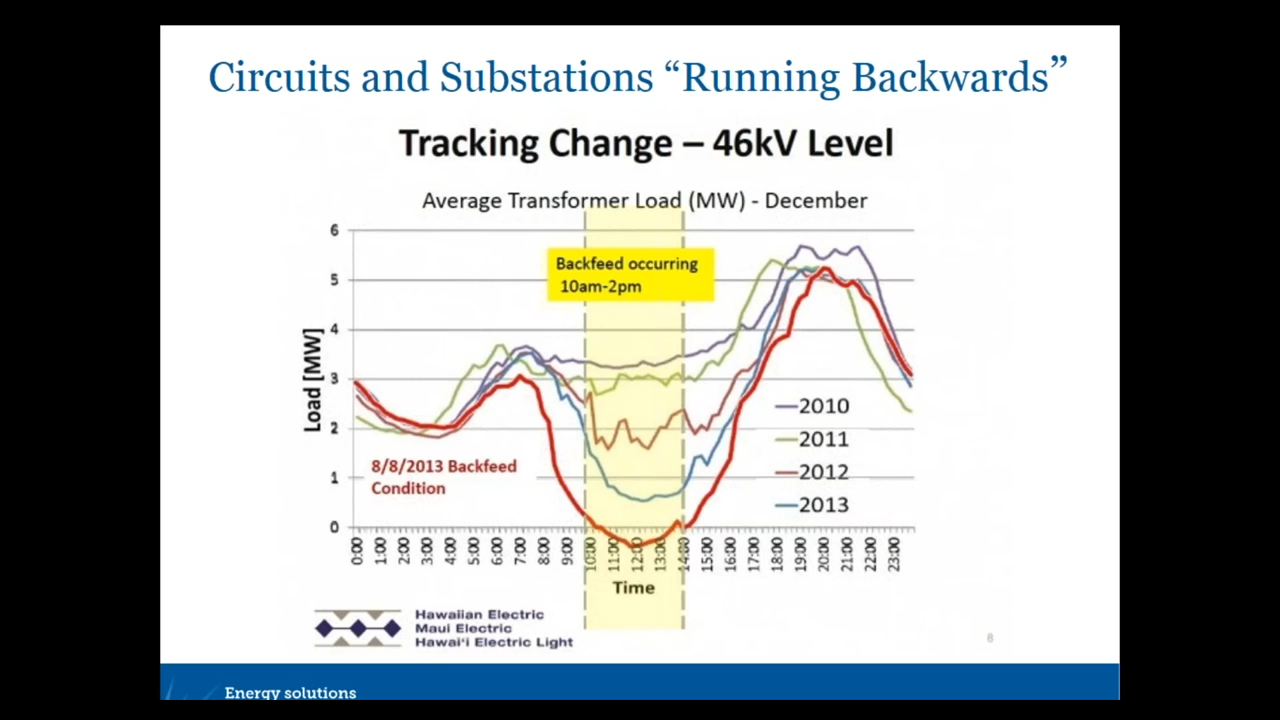 Circuits and Substations “Running Backwards”
Tracking Change – 46kV Level
Average Transformer Load (MW) - December
Backfeed occurring
10am-2pm
Load [MW]
6
5
4
3
2
1
0
8/8/2013 Backfeed
Condition
2010
2011
2012
2013
0:00 1:00 2:00 3:00 4:00 5:00 6:00 7:00 8:00 9:00 10:00 11:00 12:00 13:00 14:00 15:00 16:00 17:00 18:00 19:00 20:00 21:00 22:00 23:00
Time
Hawaiian Electric
Maui Electric
Hawai‘i Electric Light
8
Energy solutions